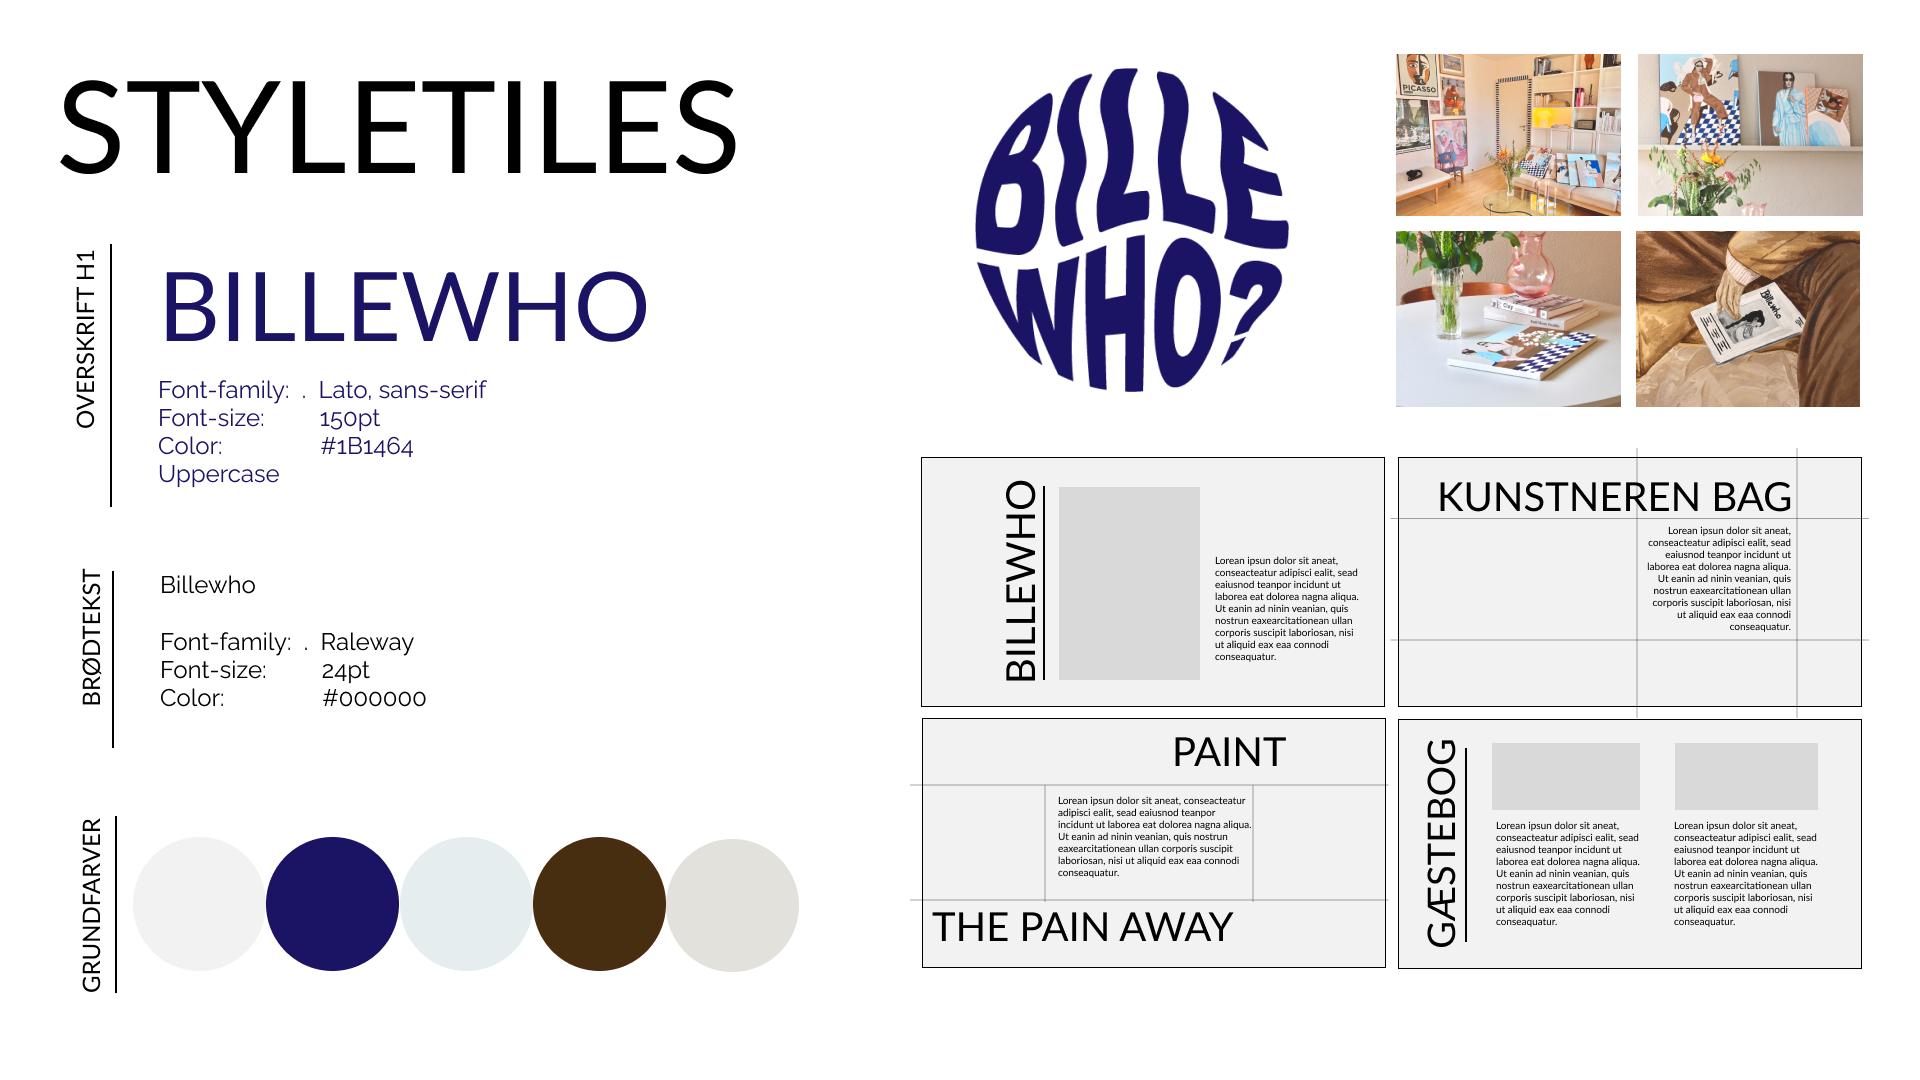 STYLETILES
OVERSKRIFT H1
BILLEWHO
Font-family: . Lato, sans-serif
Font-size: 150pt
Color: #1B1464
Uppercase
BRØDTEKST
Billewho
Font-family: . Raleway
Font-size: 24pt
Color: #000000
GRUNDFARVER
BILLE
WHO?
PICASSO
BilleWho
BILLEWHO
Lorean ipsun dolor sit aneat,
conseacteatur adipisci ealit, sead
eaiusnod teanpor incidunt ut
laborea eat dolorea nagna aliqua.
Ut eanin ad ninin veanian, quis
nostrun eaxearcitationean ullan
corporis suscipit laboriosan, nisi
ut aliquid eax eaa connodi
conseaquatur.
KUNSTNEREN BAG
Lorean ipsun dolor sit aneat,
conseacteatur adipisci ealit, sead
eaiusnod teanpor incidunt ut
laborea eat dolorea nagna aliqua.
Ut eanin ad ninin veanian, quis
nostrun eaxearcitationean ullan
corporis suscipit laboriosan, nisi
ut aliquid eax eaa connodi
conseaquatur.
PAINT
Lorean ipsun dolor sit aneat, conseacteatur
adipisci ealit, sead eaiusnod teanpor
incidunt ut laborea eat dolorea nagna aliqua.
Ut eanin ad ninin veanian, quis nostrun
eaxearcitationean ullan corporis suscipit
laboriosan, nisi ut aliquid eax eaa connodi
conseaquatur.
THE PAIN AWAY
GÆSTEBOG
Lorean ipsun dolor sit aneat,
conseacteatur adipisci ealit, sead
eaiusnod teanpor incidunt ut
laborea eat dolorea nagna aliqua.
Ut eanin ad ninin veanian, quis
nostrun eaxearcitationean ullan
corporis suscipit laboriosan, nisi
ut aliquid eax eaa connodi
conseaquatur.
Lorean ipsun dolor sit aneat,
conseacteatur adipisci ealit, sead
eaiusnod teanpor incidunt ut
laborea eat dolorea nagna aliqua.
Ut eanin ad ninin veanian, quis
nostrun eaxearcitationean ullan
corporis suscipit laboriosan, nisi
ut aliquid eax eaa connodi
conseaquatur.